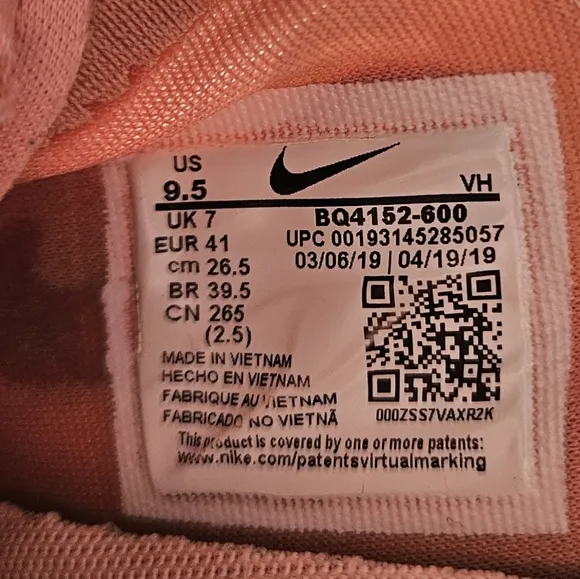 US
9.5
VH
UK 7
EUR 41
cm 26.5
BR 39.5
CN 265
(2.5)
BQ4152-600
UPC 00193145285057
03/06/19 | 04/19/19
000ZSS7VAXR2K
MADE IN VIETNAM
HECHO EN VIETNAM
FABRIQUE AU VIETNAM
FABRICADO NO VIETNÃ
This product is covered by one or more patents:
www.nike.com/patentsvirtualmarking